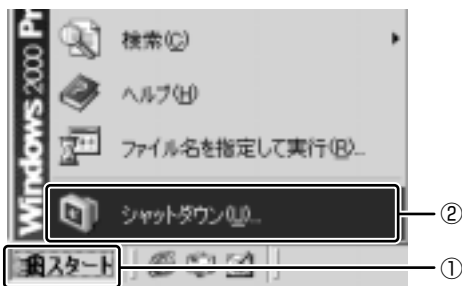 Windows 2000 Pr
検索(C)
ヘルプ(H)
ファイル名を指定して実行(R)...
シャットダウン(U)...
②
スタート
①